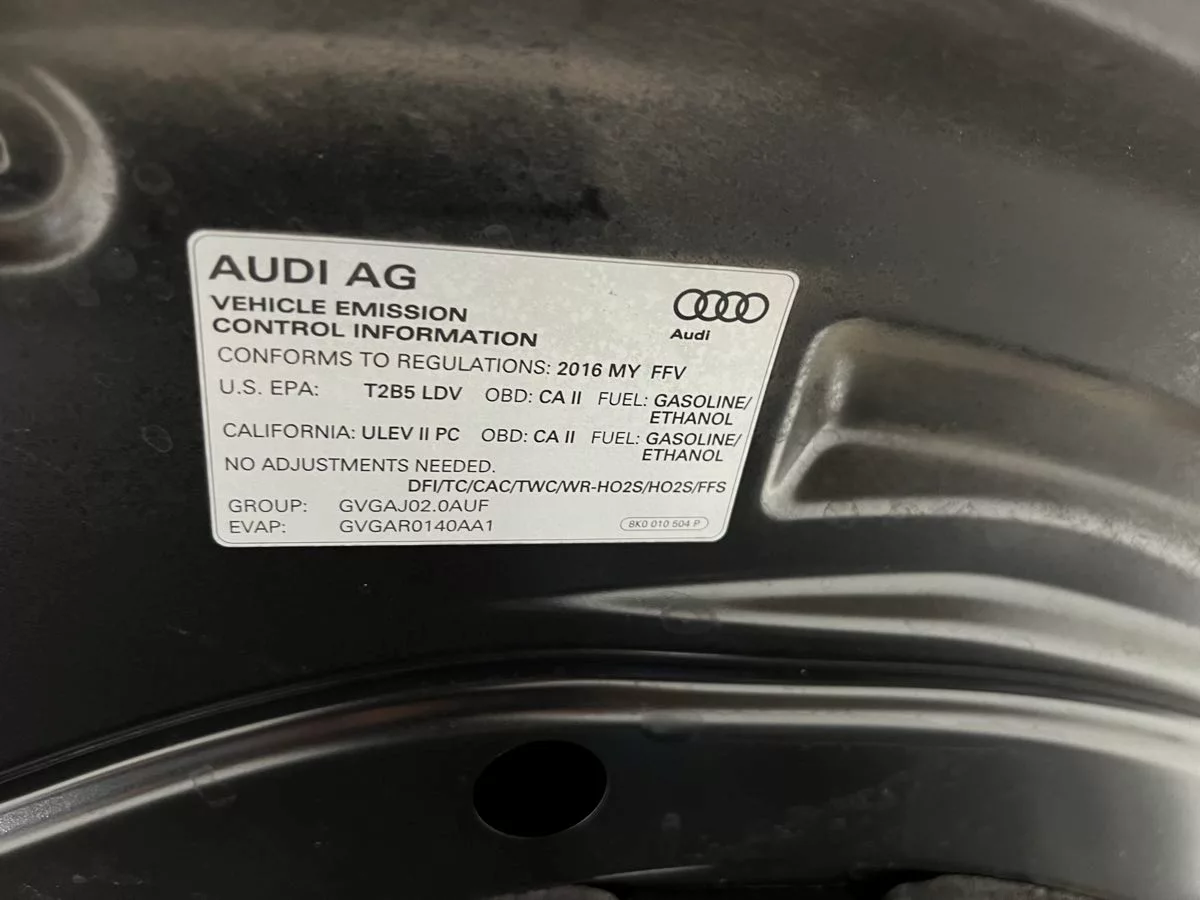 AUDI AG
VEHICLE EMISSION
CONTROL INFORMATION
Audi
CONFORMS TO REGULATIONS: 2016 MY FFV
U.S. EPA: T2B5 LDV OBD: CA II FUEL: GASOLINE/
ETHANOL
CALIFORNIA: ULEV II PC OBD: CA II FUEL: GASOLINE/
ETHANOL
NO ADJUSTMENTS NEEDED.
DFI/TC/CAC/TWC/WR-HO2S/HO2S/FFS
GROUP: GVGAJ02.0AUF
EVAP: GVGAR0140AA1
8K0 010 504 P